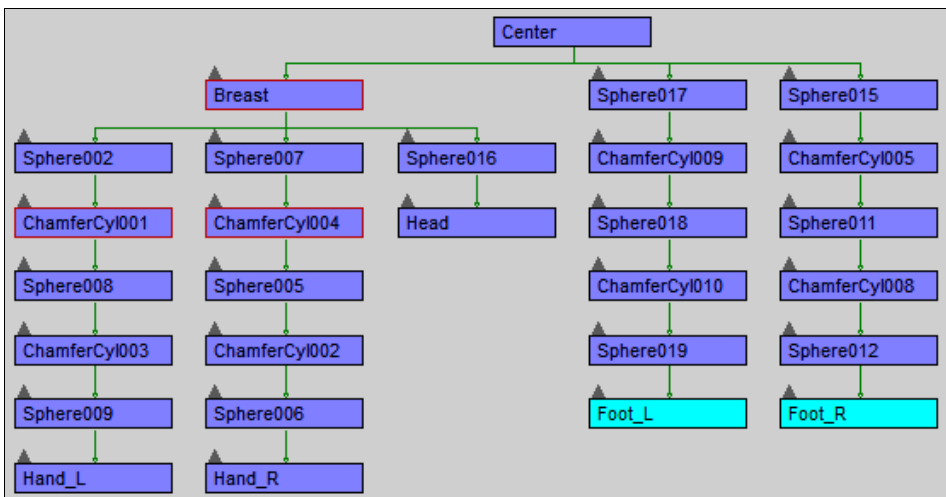 Center
Breast
Sphere017
Sphere015
Sphere002
Sphere007
Sphere016
ChamferCyl009
ChamferCyl005
ChamferCyl001
ChamferCyl004
Head
Sphere018
Sphere011
Sphere008
Sphere005
ChamferCyl010
ChamferCyl008
ChamferCyl003
ChamferCyl002
Sphere019
Sphere012
Sphere009
Sphere006
Foot_L
Foot_R
Hand_L
Hand_R